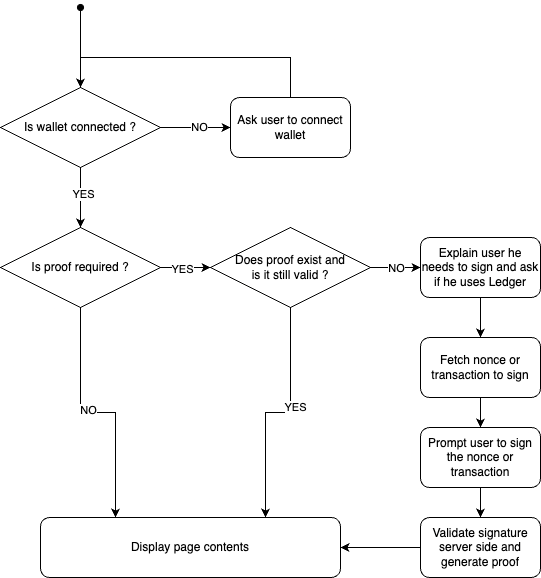 Is wallet connected ?
NO
Ask user to connect
wallet
YES
Is proof required ?
YES
Does proof exist and
is it still valid ?
NO
Explain user he
needs to sign and ask
if he uses Ledger
Fetch nonce or
transaction to sign
NO
YES
Prompt user to sign
the nonce or
transaction
Display page contents
Validate signature
server side and
generate proof